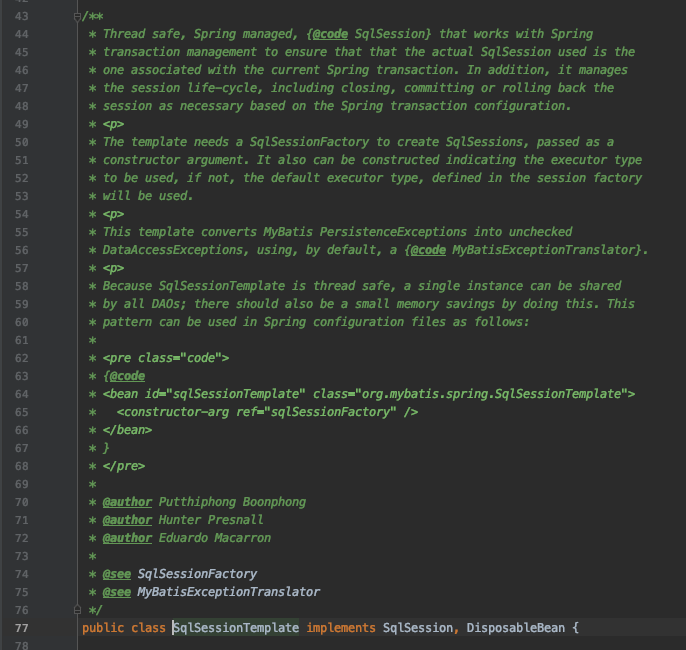 42
43 /**
44 * Thread safe, Spring managed, {@code SqlSession} that works with Spring
45 * transaction management to ensure that that the actual SqlSession used is the
46 * one associated with the current Spring transaction. In addition, it manages
47 * the session life-cycle, including closing, committing or rolling back the
48 * session as necessary based on the Spring transaction configuration.
49 * <p>
50 * The template needs a SqlSessionFactory to create SqlSessions, passed as a
51 * constructor argument. It also can be constructed indicating the executor type
52 * to be used, if not, the default executor type, defined in the session factory
53 * will be used.
54 * <p>
55 * This template converts MyBatis PersistenceExceptions into unchecked
56 * DataAccessExceptions, using, by default, a {@code MyBatisExceptionTranslator}.
57 * <p>
58 * Because SqlSessionTemplate is thread safe, a single instance can be shared
59 * by all DAOs; there should also be a small memory savings by doing this. This
60 * pattern can be used in Spring configuration files as follows:
61 *
62 * <pre class="code">
63 * {@code
64 * <bean id="sqlSessionTemplate" class="org.mybatis.spring.SqlSessionTemplate">
65 *   <constructor-arg ref="sqlSessionFactory" />
66 * </bean>
67 * }
68 * </pre>
69 *
70 * @author Putthiphong Boonphong
71 * @author Hunter Presnall
72 * @author Eduardo Macarron
73 *
74 * @see SqlSessionFactory
75 * @see MyBatisExceptionTranslator
76 */
77 public class SqlSessionTemplate implements SqlSession, DisposableBean {
78